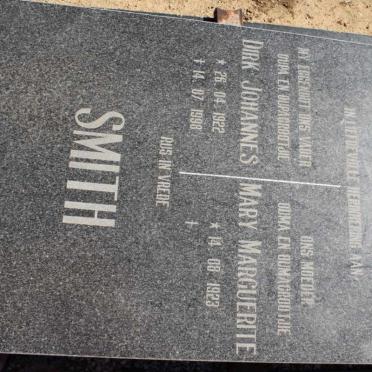 IN LIEFDEVOLLE HERINNERING AAN
MY EGGENOOT ONS VADER
OUPA EN OUPAGROOTJIE
DIRK JOHANNES
* 26. 04. 1922
† 14. 07. 1998
ONS MOEDER
OUMA EN OUMAGROOTJIE
MARY MARGUERITE
* 14. 08. 1923
†
RUS IN VREDE
SMITH